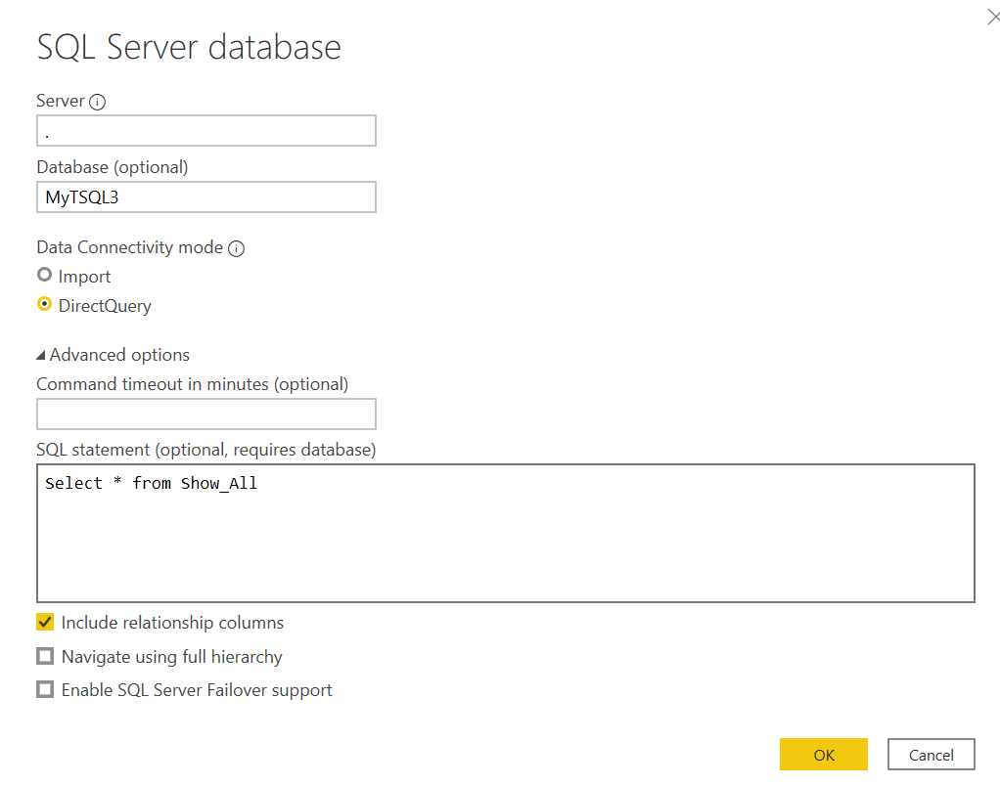 SQL Server database
Server
.
Database (optional)
MyTSQL3
Data Connectivity mode
Import
DirectQuery
Advanced options
Command timeout in minutes (optional)
SQL statement (optional, requires database)
Select * from Show_All
Include relationship columns
Navigate using full hierarchy
Enable SQL Server Failover support
OK Cancel